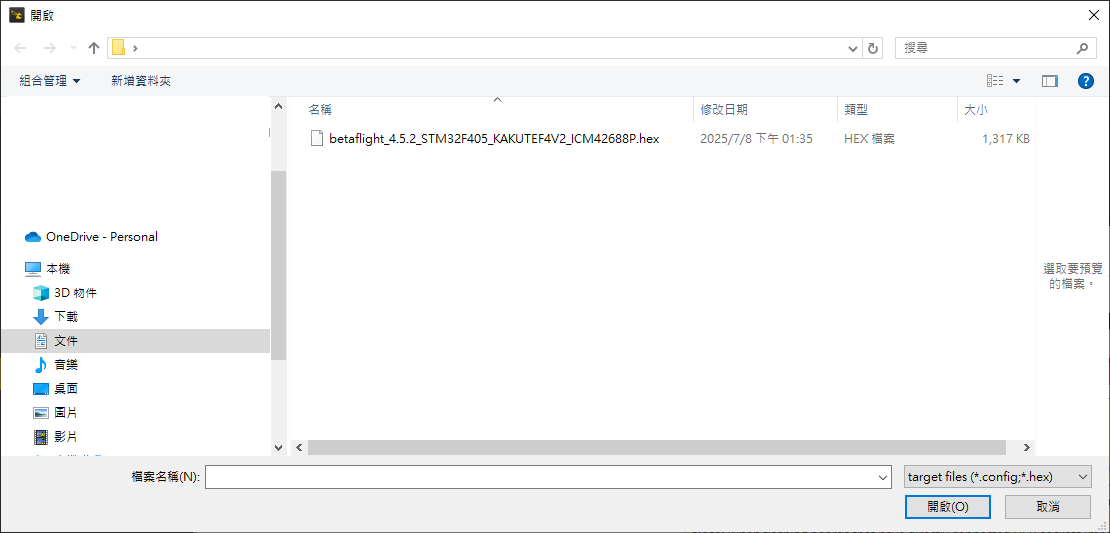 開啟
搜尋
組合管理
新增資料夾
名稱
修改日期
類型
大小
betaflight_4.5.2_STM32F405_KAKUTEF4V2_ICM42688P.hex
2025/7/8 下午 01:35
HEX 檔案
1,317 KB
OneDrive - Personal
本機
3D 物件
下載
文件
音樂
桌面
圖片
影片
選取要預覽
的檔案。
檔案名稱(N):
target files (*.config;*.hex)
開啟(O)
取消